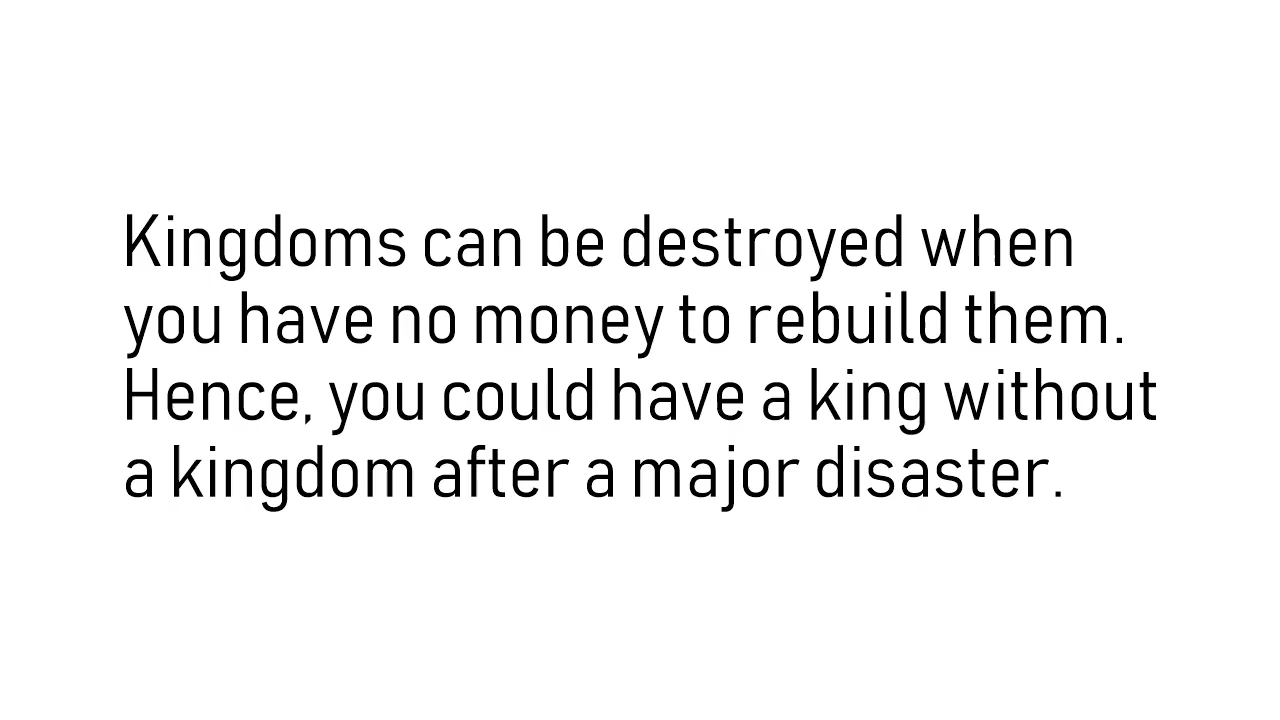 Kingdoms can be destroyed when
you have no money to rebuild them.
Hence, you could have a king without
a kingdom after a major disaster.